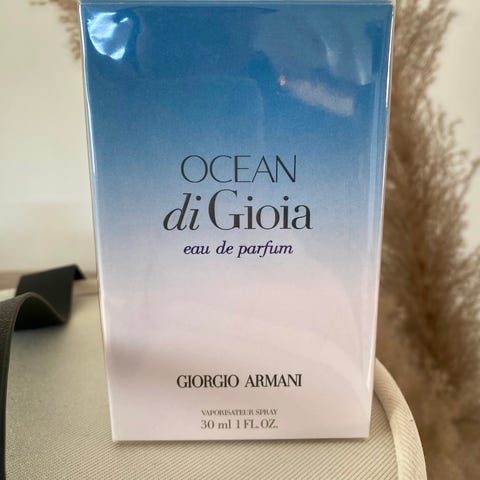 OCEAN
di Gioia
eau de parfum
GIORGIO ARMANI
VAPORISATEUR SPRAY
30 ml 1 FL. OZ.